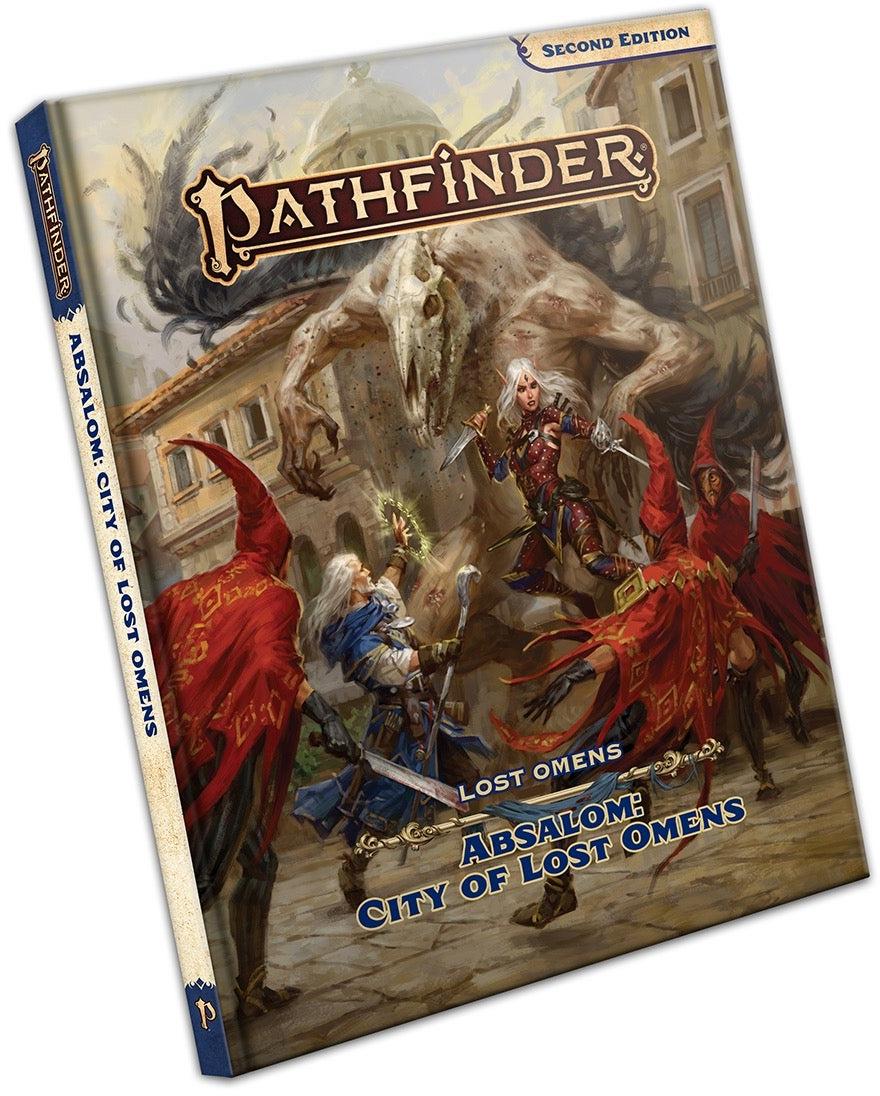 SECOND EDITION
PATHFINDER®
LOST OMENS
ABSALOM:
CITY OF LOST OMENS
PATHFINDER®
ABSALOM: CITY OF LOST OMENS
P